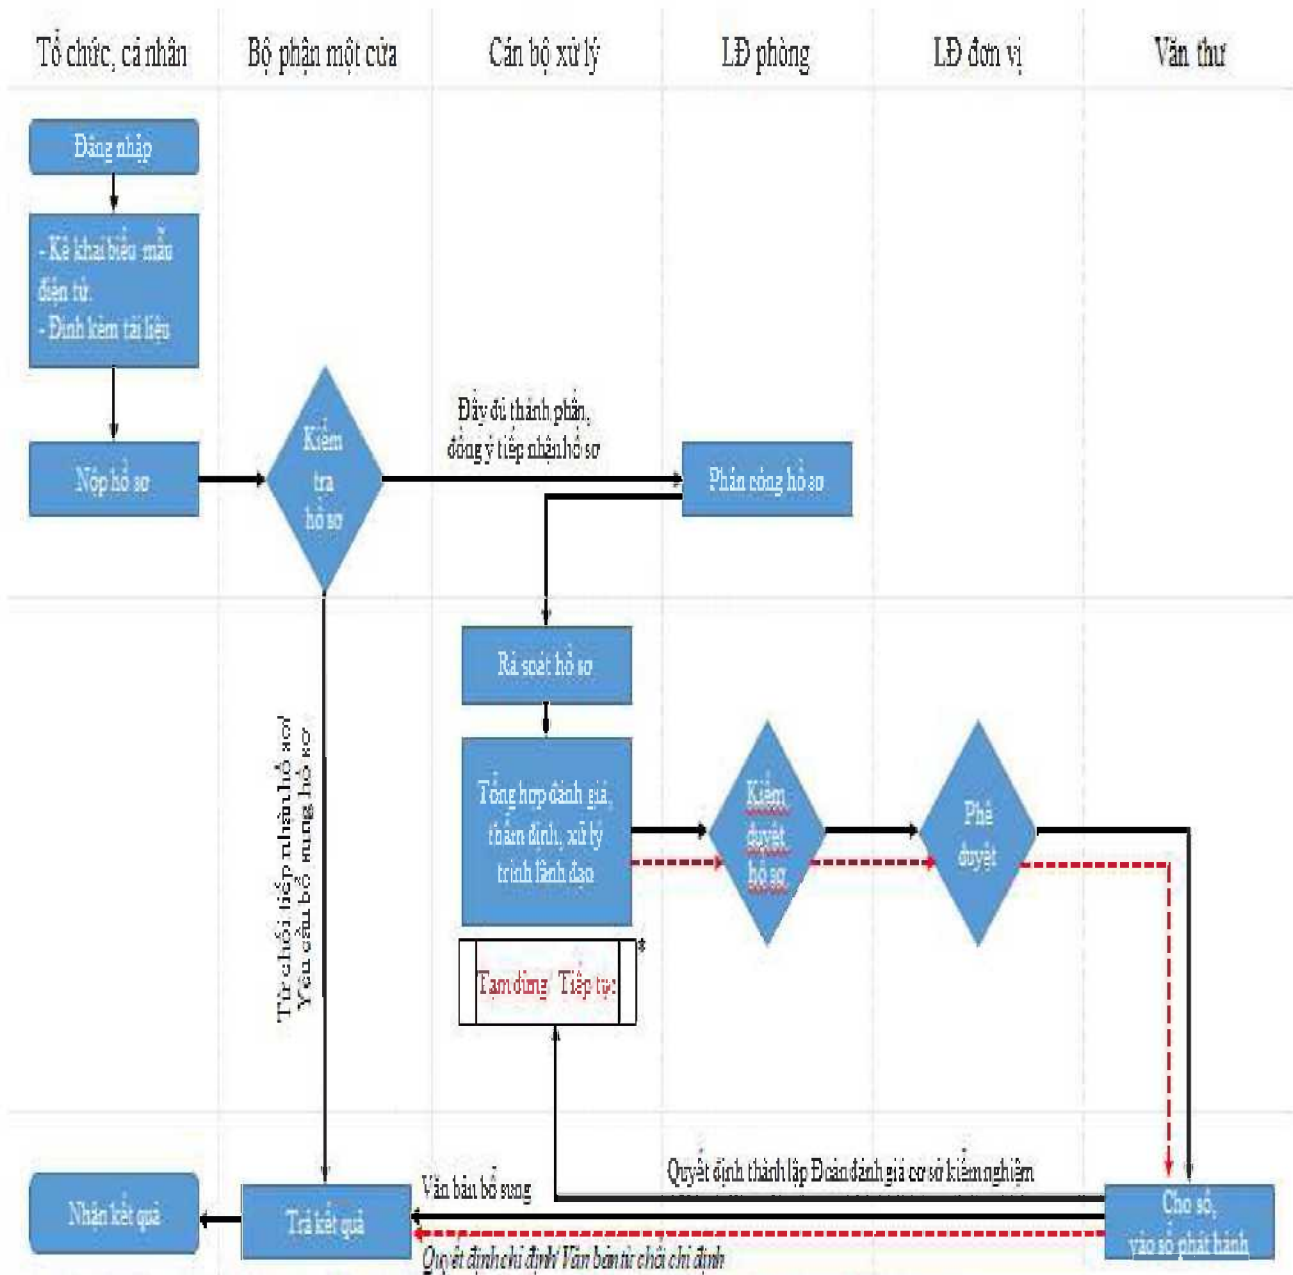 Tổ chức, cá nhân
Bộ phận một cửa
Cán bộ xử lý
LĐ phòng
LĐ đơn vị
Văn thư
Đăng nhập
- Kê khai biểu mẫu
điện tử.
- Đính kèm tài liệu
Nộp hồ sơ
Kiểm
tra
hồ sơ
Đầy đủ thành phần,
đồng ý tiếp nhận hồ sơ
Phân công hồ sơ
Rà soát hồ sơ
Từ chối tiếp nhận hồ sơ/
Yêu cầu bổ sung hồ sơ
Tổng hợp đánh giá,
thẩm định, xử lý
trình lãnh đạo
Kiểm
duyệt
hồ sơ
Phê
duyệt
Tạm dừng/ Tiếp tục
*
Quyết định thành lập Đoàn đánh giá cơ sở kiểm nghiệm
Văn bản bổ sung
Nhận kết quả
Trả kết quả
Cho số,
vào sổ phát hành
Quyết định chỉ định/ Văn bản từ chối chỉ định